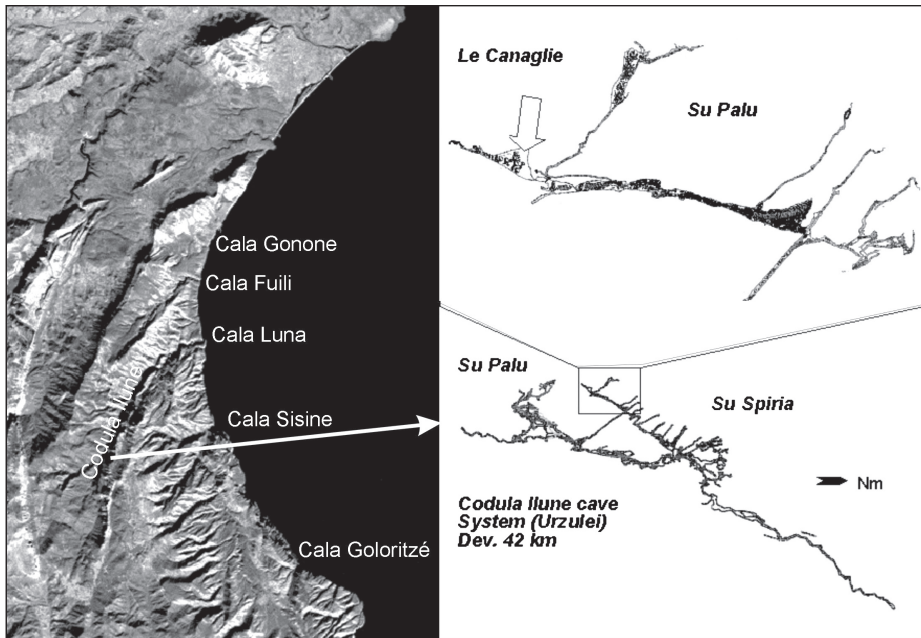 Cala Gonone
Cala Fuili
Cala Luna
Codula Ilune
Cala Sisine
Cala Goloritzé
Le Canaglie
Su Palu
Su Palu
Su Spiria
Nm
Codula Ilune cave
System (Urzulei)
Dev. 42 km